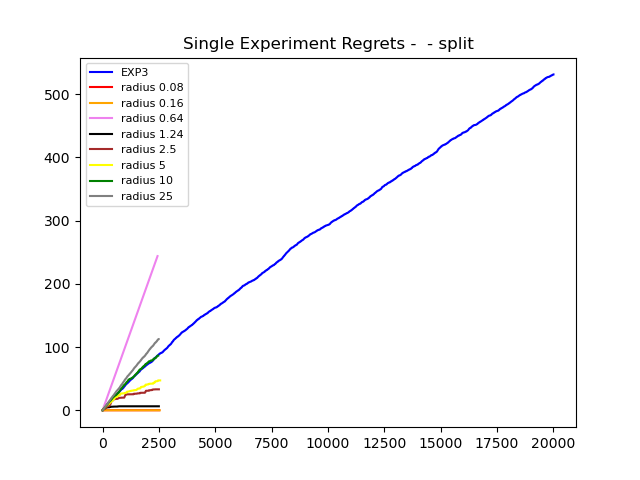 Single Experiment Regrets -  - split
EXP3
radius 0.08
radius 0.16
radius 0.64
radius 1.24
radius 2.5
radius 5
radius 10
radius 25
500
400
300
200
100
0
0 2500 5000 7500 10000 12500 15000 17500 20000